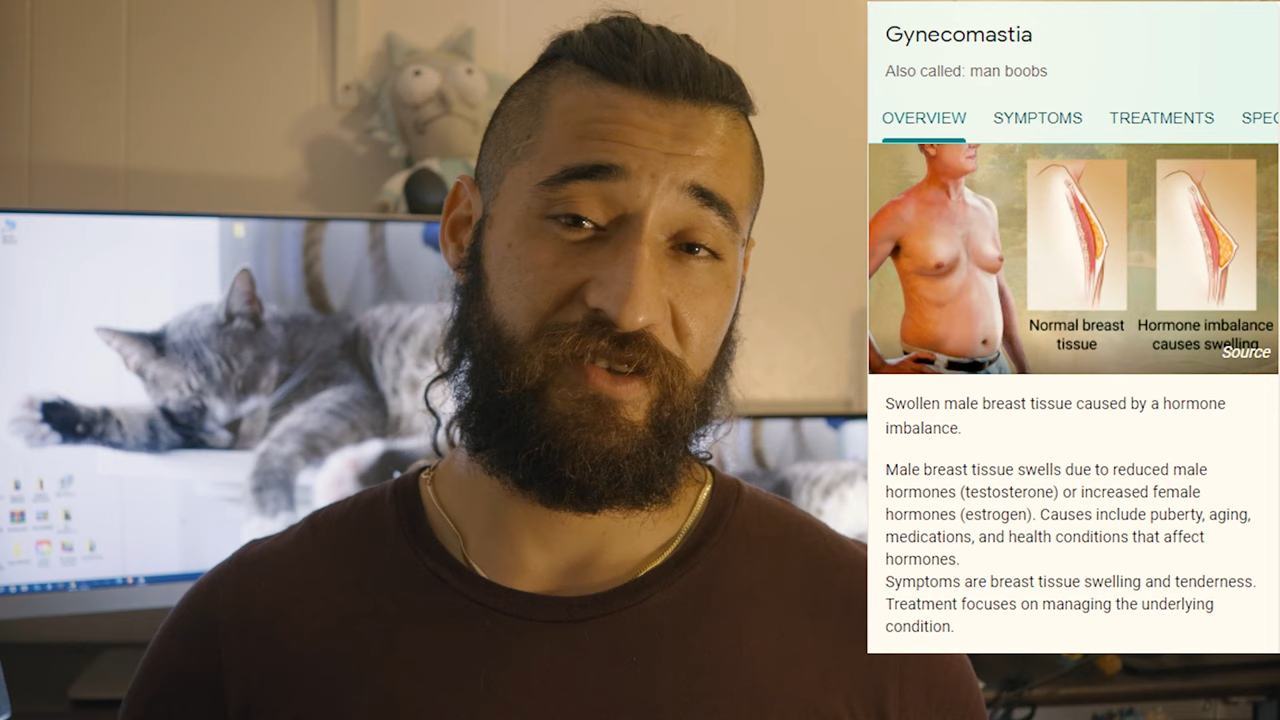 Gynecomastia
Also called: man boobs
OVERVIEW SYMPTOMS TREATMENTS SPEC
Normal breast
tissue
Hormone imbalance
causes swelling
Source
Swollen male breast tissue caused by a hormone
imbalance.
Male breast tissue swells due to reduced male
hormones (testosterone) or increased female
hormones (estrogen). Causes include puberty, aging,
medications, and health conditions that affect
hormones.
Symptoms are breast tissue swelling and tenderness.
Treatment focuses on managing the underlying
condition.